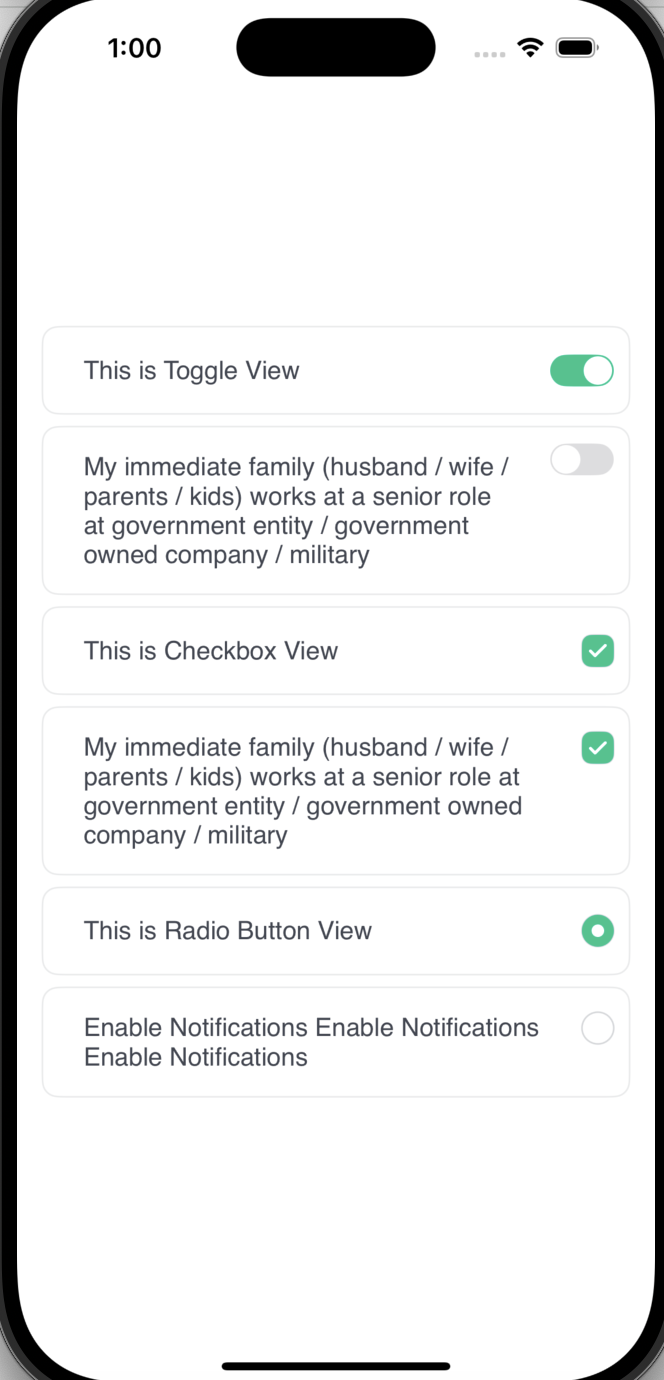 1:00
This is Toggle View
My immediate family (husband / wife /
parents / kids) works at a senior role
at government entity / government
owned company / military
This is Checkbox View
My immediate family (husband / wife /
parents / kids) works at a senior role at
government entity / government owned
company / military
This is Radio Button View
Enable Notifications Enable Notifications
Enable Notifications